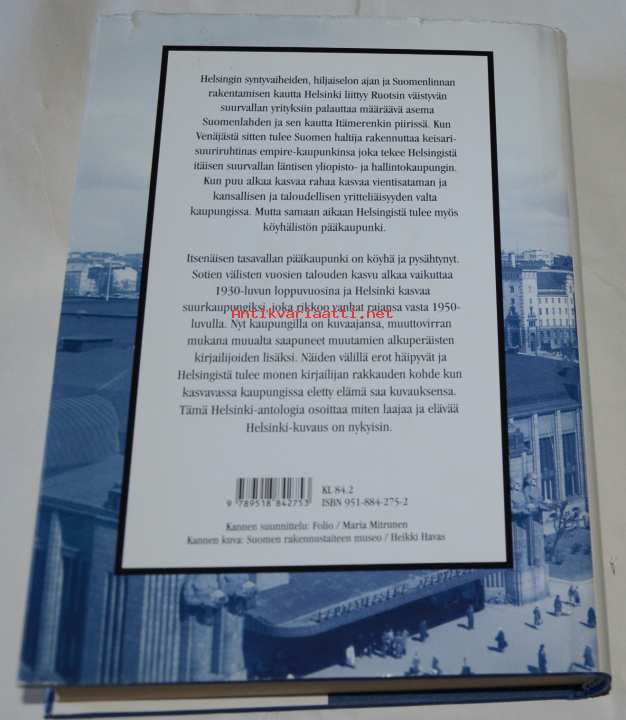 Helsingin syntyvaiheiden, hiljaiselon ajan ja Suomenlinnan
rakentamisen kautta Helsinki liittyy Ruotsin väistyvän
suurvallan yrityksiin palauttaa määräävä asema
Suomenlahden ja sen kautta Itämerenkin piirissä. Kun
Venäjästä sitten tulee Suomen haltija rakennuttaa keisari-
suuriruhtinas empire-kaupunkinsa joka tekee Helsingistä
itäisen suurvallan läntisen yliopisto- ja hallintokaupungin.
Kun puu alkaa kasvaa rahaa kasvaa vientisataman ja
kansallisen ja taloudellisen yritteliäisyyden valta
kaupungissa. Mutta samaan aikaan Helsingistä tulee myös
köyhälistön pääkaupunki.
Itsenäisen tasavallan pääkaupunki on köyhä ja pysähtynyt.
Sotien välisten vuosien talouden kasvu alkaa vaikuttaa
1930-luvun loppuvuosina ja Helsinki kasvaa
suurkaupungiksi, joka rikkoo vanhat rajansa vasta 1950-
Antikvariaatti.net
luvulla. Nyt kaupungilla on kuvaajansa, muuttovirran
mukana muualta saapuneet muutamien alkuperäisten
kirjailijoiden lisäksi. Näiden välillä erot häipyvät ja
Helsingistä tulee monen kirjailijan rakkauden kohde kun
kasvavassa kaupungissa eletty elämä saa kuvauksensa.
Tämä Helsinki-antologia osoittaa miten laajaa ja elävää
Helsinki-kuvaus on nykyisin.
KL 84.2
ISBN 951-884-275-2
9 789518 842753
Kannen suunnittelu: Folio / Maria Mitrunen
Kannen kuva: Suomen rakennustaiteen museo / Heikki Havas